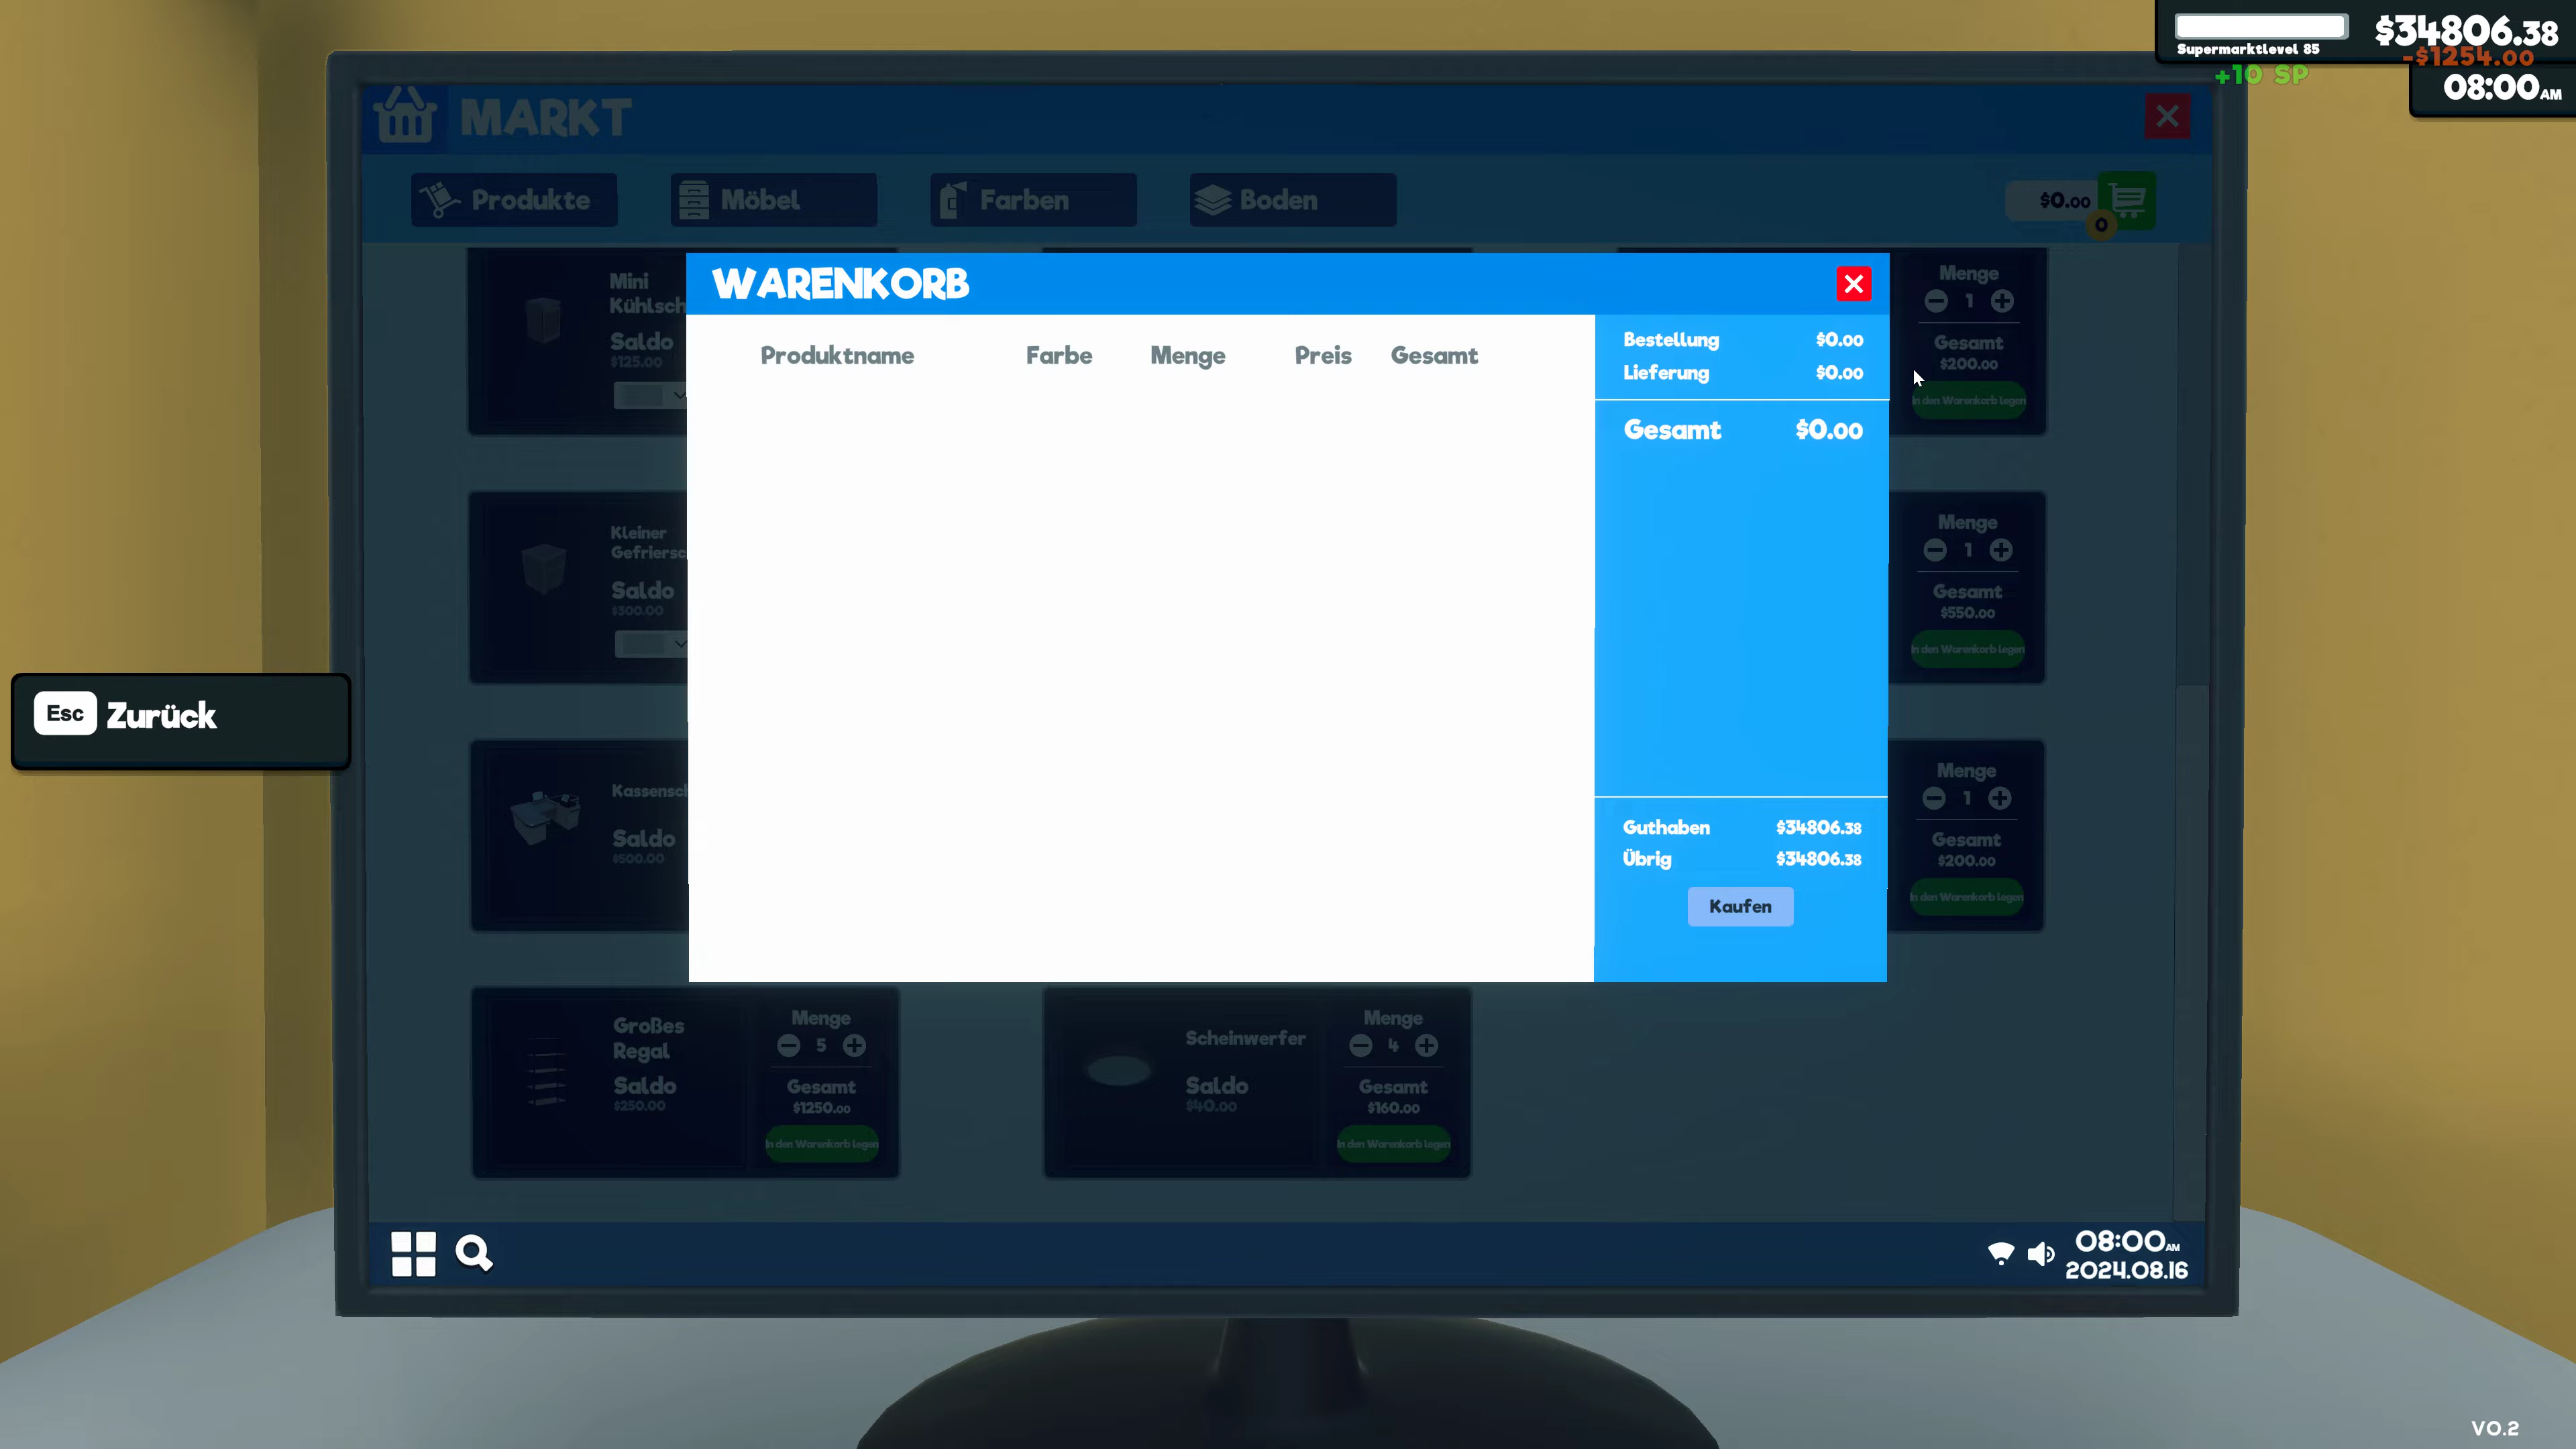 $34806.38
Supermarktlevel 85
-$1254.00
+10 SP
08:00AM
MARKT
Produkte
Möbel
Farben
Boden
$0.00
0
Mini
Kühlsch
Saldo
$125.00
WARENKORB
Produktname Farbe Menge Preis Gesamt
Bestellung $0.00
Lieferung $0.00
Gesamt $0.00
Guthaben $34806.38
Übrig $34806.38
Kaufen
Menge
1
Gesamt
$200.00
In den Warenkorb legen
Kleiner
Gefriersc
Saldo
$300.00
Menge
1
Gesamt
$550.00
In den Warenkorb legen
Esc Zurück
Kassensch
Saldo
$500.00
Menge
1
Gesamt
$200.00
In den Warenkorb legen
Großes
Regal
Saldo
$250.00
Menge
5
Gesamt
$1250.00
In den Warenkorb legen
Scheinwerfer
Saldo
$40.00
Menge
4
Gesamt
$160.00
In den Warenkorb legen
08:00AM
2024.08.16
V0.2